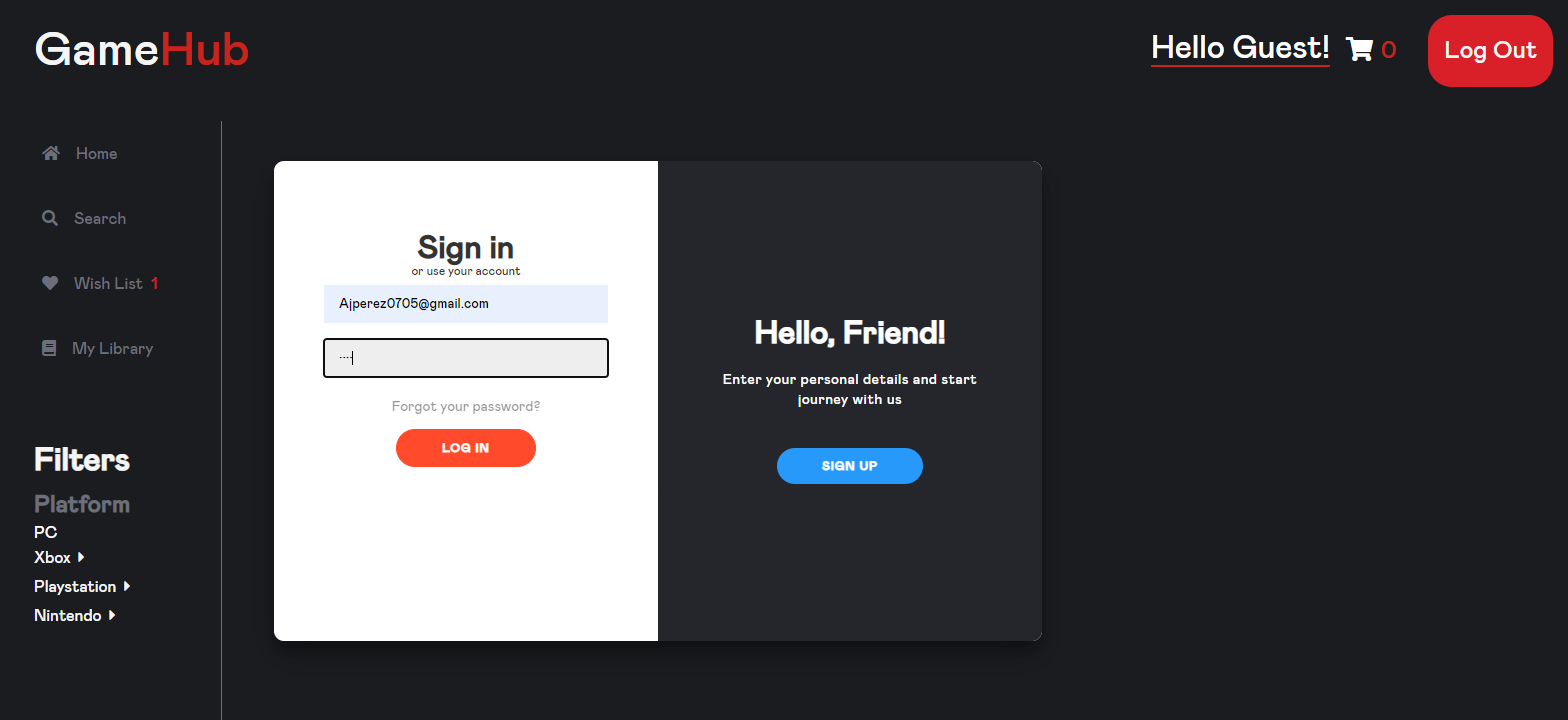 GameHub
Hello Guest! 0
Log Out
Home
Search
Wish List 1
My Library
Filters
Platform
PC
Xbox
Playstation
Nintendo
Sign in
or use your account
Ajperez0705@gmail.com
····
Forgot your password?
LOG IN
Hello, Friend!
Enter your personal details and start
journey with us
SIGN UP